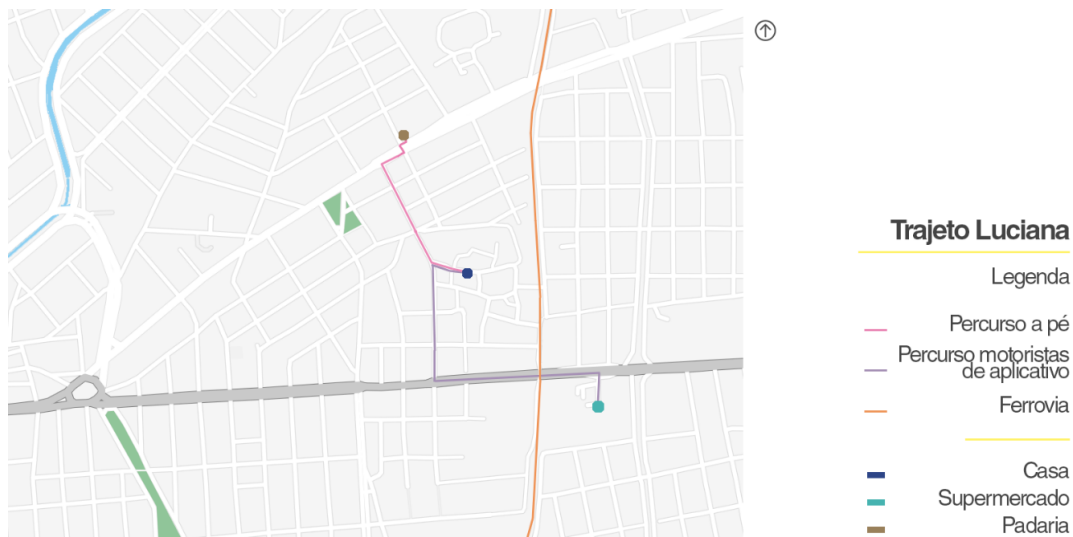 Trajeto Luciana
Legenda
Percurso a pé
Percurso motoristas
de aplicativo
Ferrovia
Casa
Supermercado
Padaria